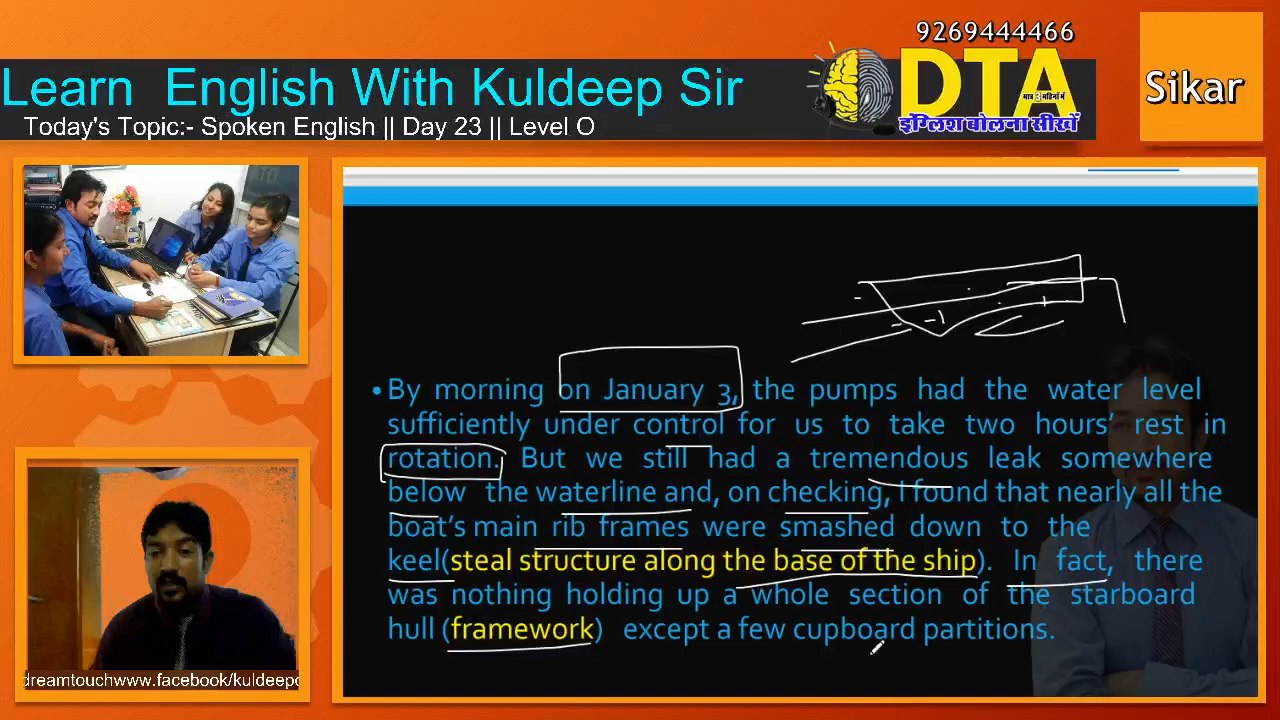 9269444466
DTA
मात्र 3 महिनों में
इंग्लिश बोलना सीखें
Sikar
Learn English With Kuldeep Sir
Today's Topic:- Spoken English || Day 23 || Level O
• By morning on January 3, the pumps had the water level
sufficiently under control for us to take two hours' rest in
rotation. But we still had a tremendous leak somewhere
below the waterline and, on checking, I found that nearly all the
boat's main rib frames were smashed down to the
keel(steal structure along the base of the ship). In fact, there
was nothing holding up a whole section of the starboard
hull (framework) except a few cupboard partitions.
dreamtouchwww.facebook/kuldeep